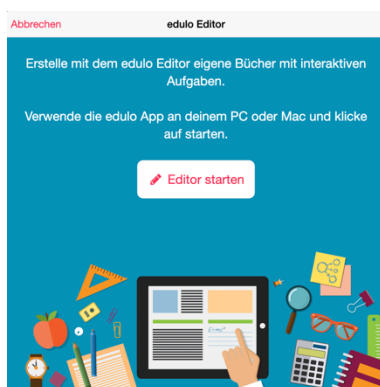 Abbrechen edulo Editor
Erstelle mit dem edulo Editor eigene Bücher mit interaktiven
Aufgaben.
Verwende die edulo App an deinem PC oder Mac und klicke
auf starten.
Editor starten